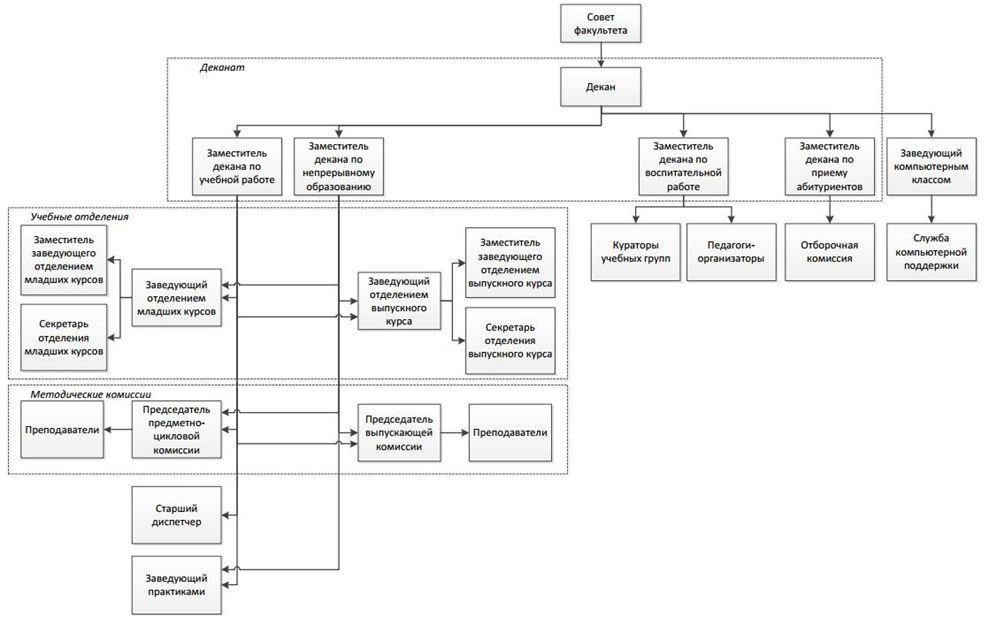 Совет
факультета
Деканат
Декан
Заместитель
декана по
учебной работе
Заместитель
декана по
непрерывному
образованию
Заместитель
декана по
воспитательной
работе
Заместитель
декана по
приему
абитуриентов
Заведующий
компьютерным
классом
Кураторы
учебных групп
Педагоги-
организаторы
Отборочная
комиссия
Служба
компьютерной
поддержки
Учебные отделения
Заместитель
заведующего
отделением
младших курсов
Заведующий
отделением
младших курсов
Секретарь
отделения
младших курсов
Заведующий
отделением
выпускного
курса
Заместитель
заведующего
отделением
выпускного курса
Секретарь
отделения
выпускного курса
Методические комиссии
Преподаватели
Председатель
предметно-
цикловой
комиссии
Председатель
выпускающей
комиссии
Преподаватели
Старший
диспетчер
Заведующий
практиками